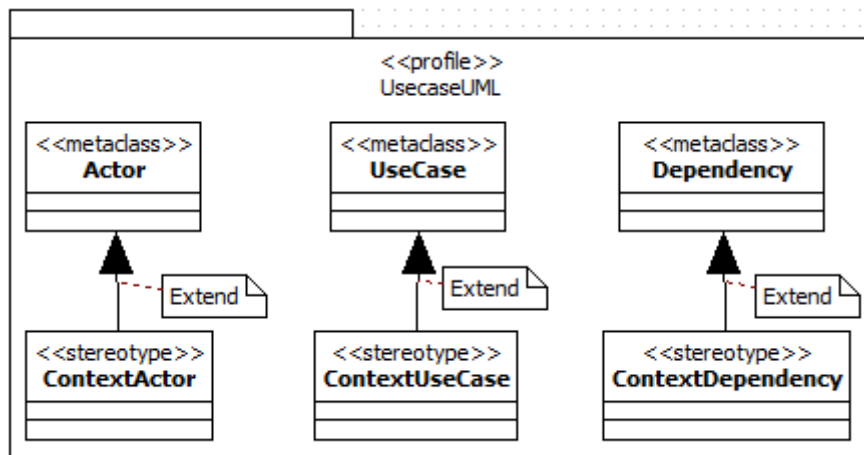 <<profile>>
UsecaseUML
<<metaclass>>
Actor
<<metaclass>>
UseCase
<<metaclass>>
Dependency
Extend
Extend
Extend
<<stereotype>>
ContextActor
<<stereotype>>
ContextUseCase
<<stereotype>>
ContextDependency